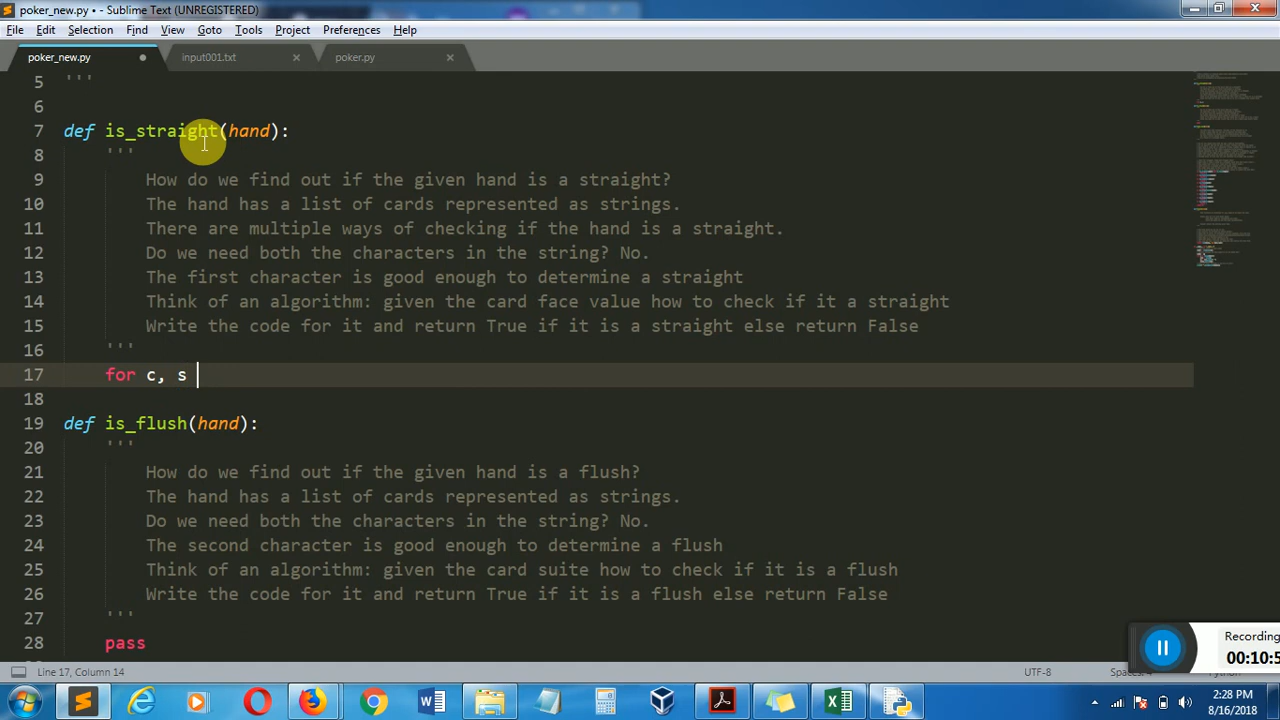 poker_new.py • - Sublime Text (UNREGISTERED)
File Edit Selection Find View Goto Tools Project Preferences Help
poker_new.py input001.txt poker.py
5 '''
6
7 def is_straight(hand):
8 '''
9 How do we find out if the given hand is a straight?
10 The hand has a list of cards represented as strings.
11 There are multiple ways of checking if the hand is a straight.
12 Do we need both the characters in the string? No.
13 The first character is good enough to determine a straight
14 Think of an algorithm: given the card face value how to check if it a straight
15 Write the code for it and return True if it is a straight else return False
16 '''
17 for c, s
18
19 def is_flush(hand):
20 '''
21 How do we find out if the given hand is a flush?
22 The hand has a list of cards represented as strings.
23 Do we need both the characters in the string? No.
24 The second character is good enough to determine a flush
25 Think of an algorithm: given the card suite how to check if it is a flush
26 Write the code for it and return True if it is a flush else return False
27 '''
28 pass
Recording
00:10:5
Line 17, Column 14 UTF-8
2:28 PM
8/16/2018